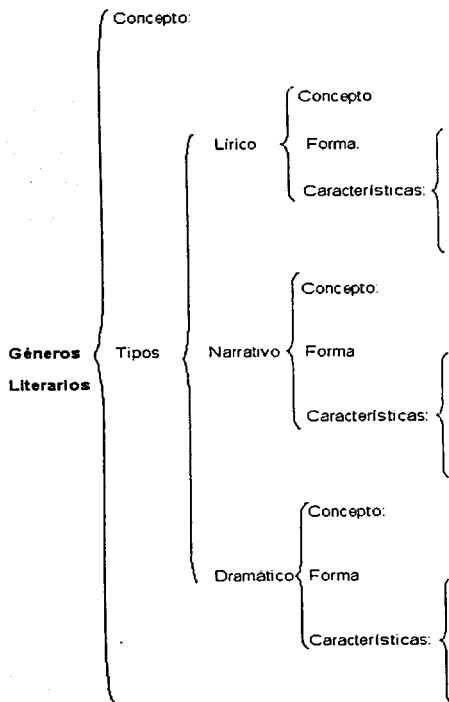 Concepto:
Lírico
Concepto
Forma.
Características:
Géneros
Literarios
Tipos
Narrativo
Concepto:
Forma
Características:
Dramático
Concepto:
Forma
Características: